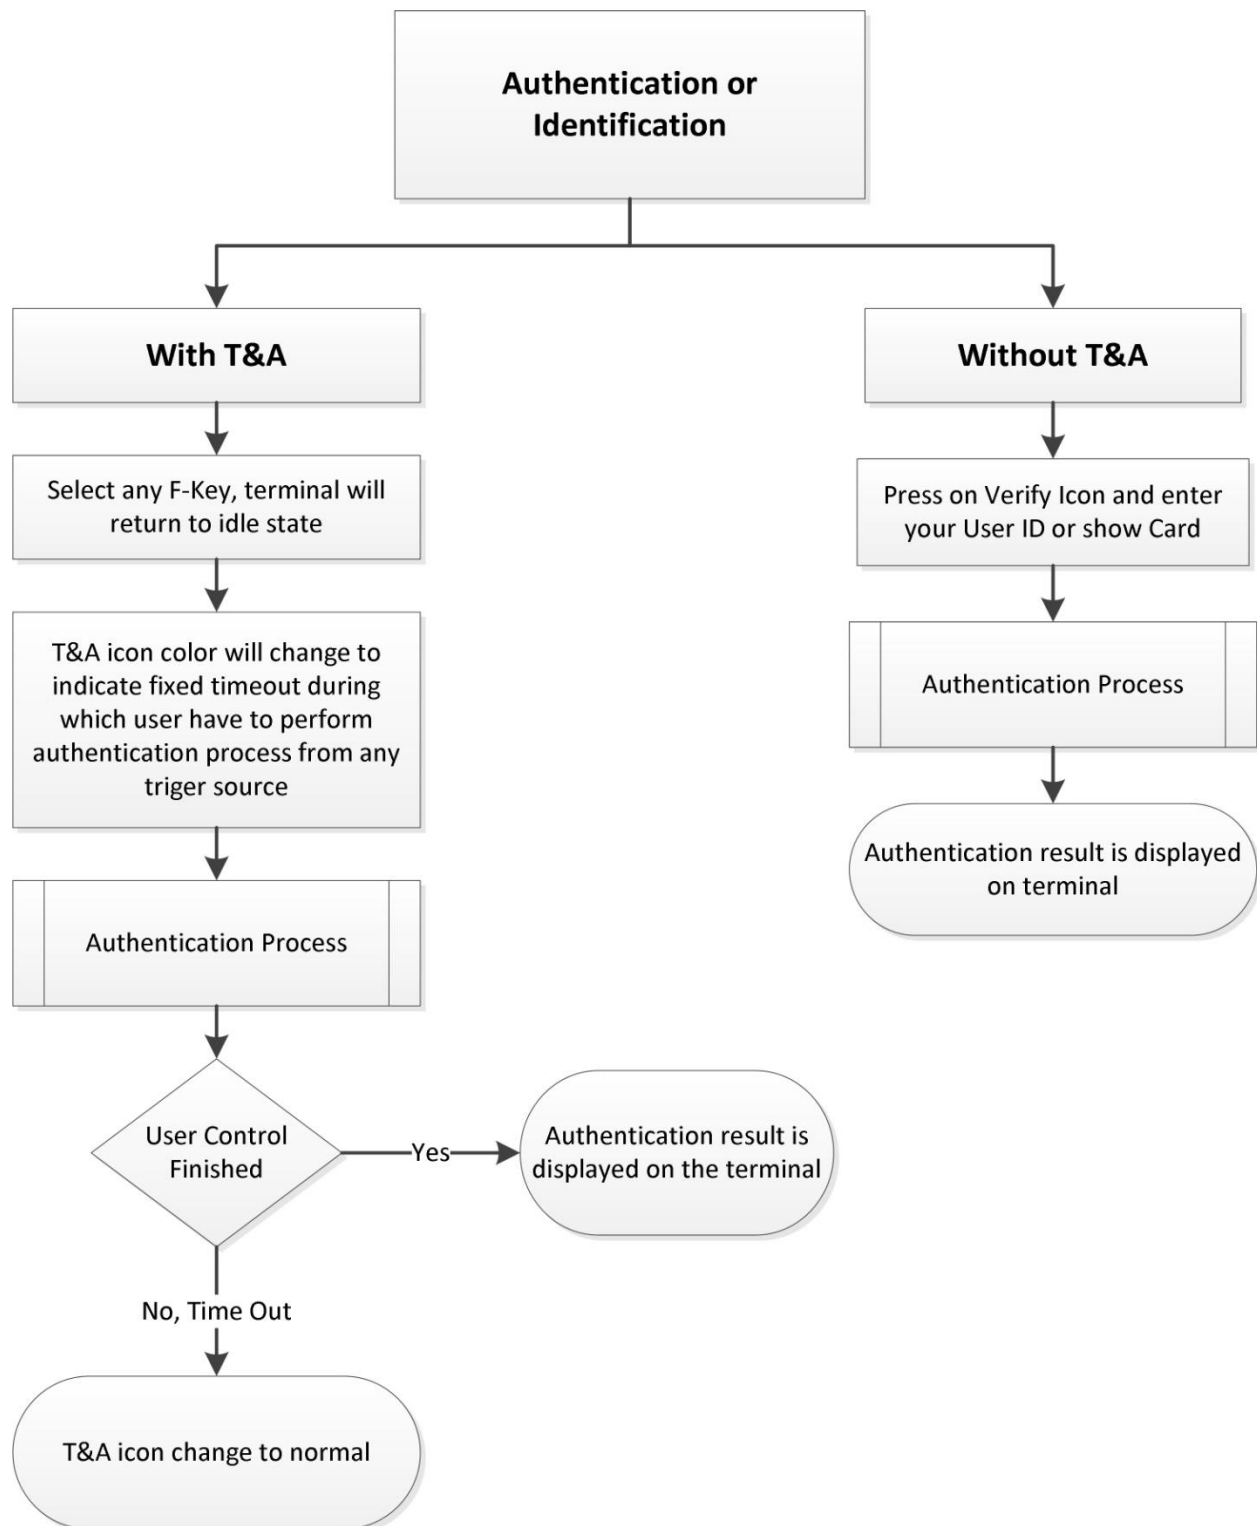 Authentication or
Identification
With T&A
Without T&A
Select any F-Key, terminal will
return to idle state
Press on Verify Icon and enter
your User ID or show Card
T&A icon color will change to
indicate fixed timeout during
which user have to perform
authentication process from any
triger source
Authentication Process
Authentication result is displayed
on terminal
Authentication Process
User Control
Finished
Yes
Authentication result is
displayed on the terminal
No, Time Out
T&A icon change to normal